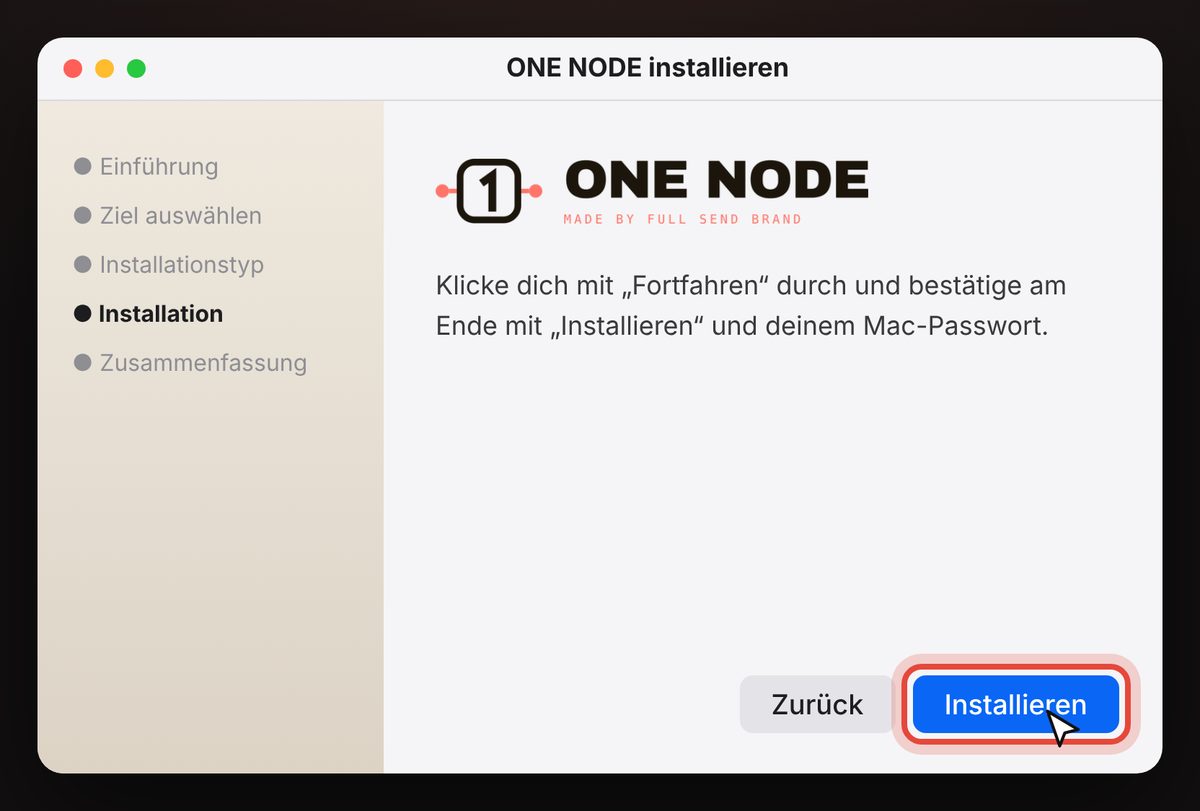 ONE NODE installieren
Einführung
Ziel auswählen
Installationstyp
Installation
Zusammenfassung
1
ONE NODE
MADE BY FULL SEND BRAND
Klicke dich mit „Fortfahren“ durch und bestätige am
Ende mit „Installieren“ und deinem Mac-Passwort.
Zurück
Installieren